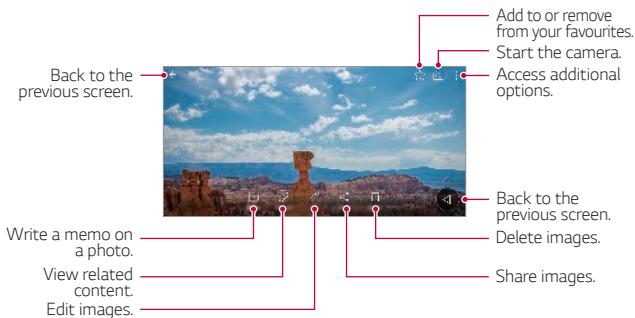 Add to or remove
from your favourites.
Start the camera.
Access additional
options.
Back to the
previous screen.
Back to the
previous screen.
Delete images.
Share images.
Write a memo on
a photo.
View related
content.
Edit images.